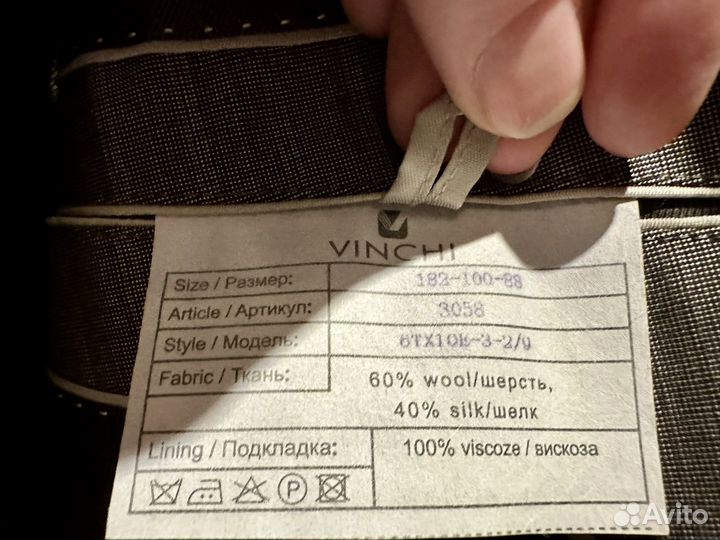 VINCHI
Size / Размер: 182-100-88
Article / Артикул: 3058
Style / Модель:
Fabric / Ткань: 60% wool/шерсть,
40% silk/шелк
Lining / Подкладка: 100% viscoze / вискоза
P
Avito